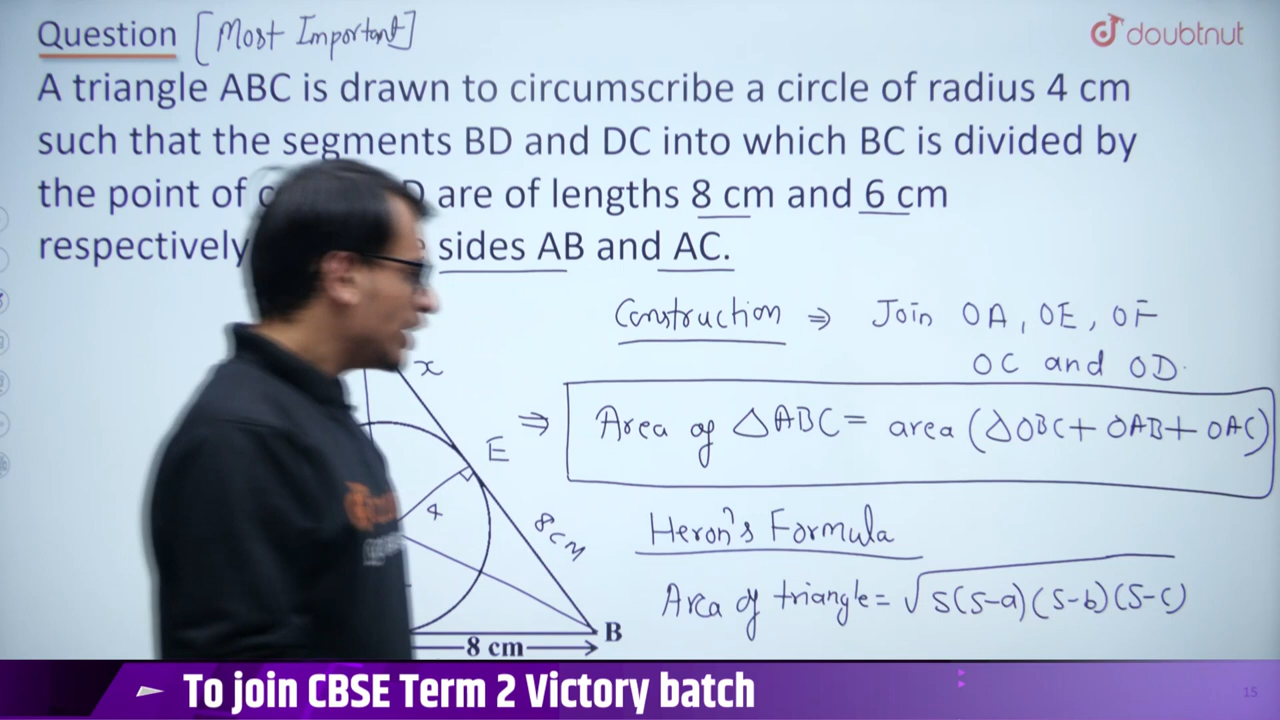 Question [Most Important]
doubtnut
A triangle ABC is drawn to circumscribe a circle of radius 4 cm
such that the segments BD and DC into which BC is divided by
the point of D are of lengths 8 cm and 6 cm
respectively sides AB and AC.
Construction ⇒ Join OA, OE, OF
OC and OD.
x
⇒ Area of △ABC = area (△OBC + OAB + OAC)
E
4
8cm
Heron's Formula
Area of triangle = √s(s-a)(s-b)(s-c)
B
8 cm
To join CBSE Term 2 Victory batch
15